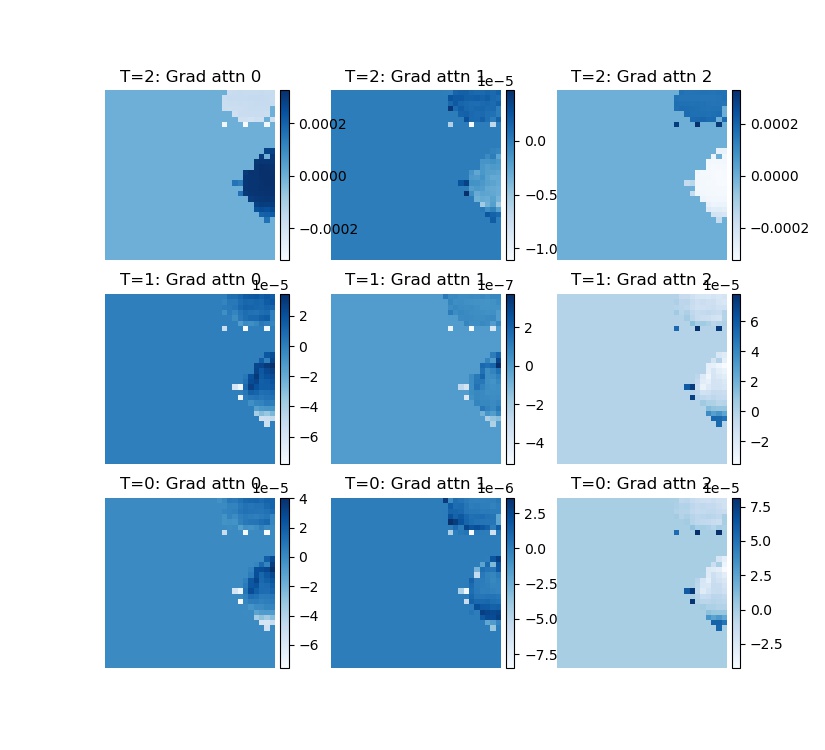 T=2: Grad attn 0
T=2: Grad attn 1
1e−5
T=2: Grad attn 2
0.0002
0.0000
−0.0002
0.0
−0.5
−1.0
0.0002
0.0000
−0.0002
T=1: Grad attn 0
1e−5
T=1: Grad attn 1
1e−7
T=1: Grad attn 2
1e−5
2
0
−2
−4
−6
2
0
−2
−4
6
4
2
0
−2
T=0: Grad attn 0
1e−5
T=0: Grad attn 1
1e−6
T=0: Grad attn 2
1e−5
4
2
0
−2
−4
−6
2.5
0.0
−2.5
−5.0
−7.5
7.5
5.0
2.5
0.0
−2.5